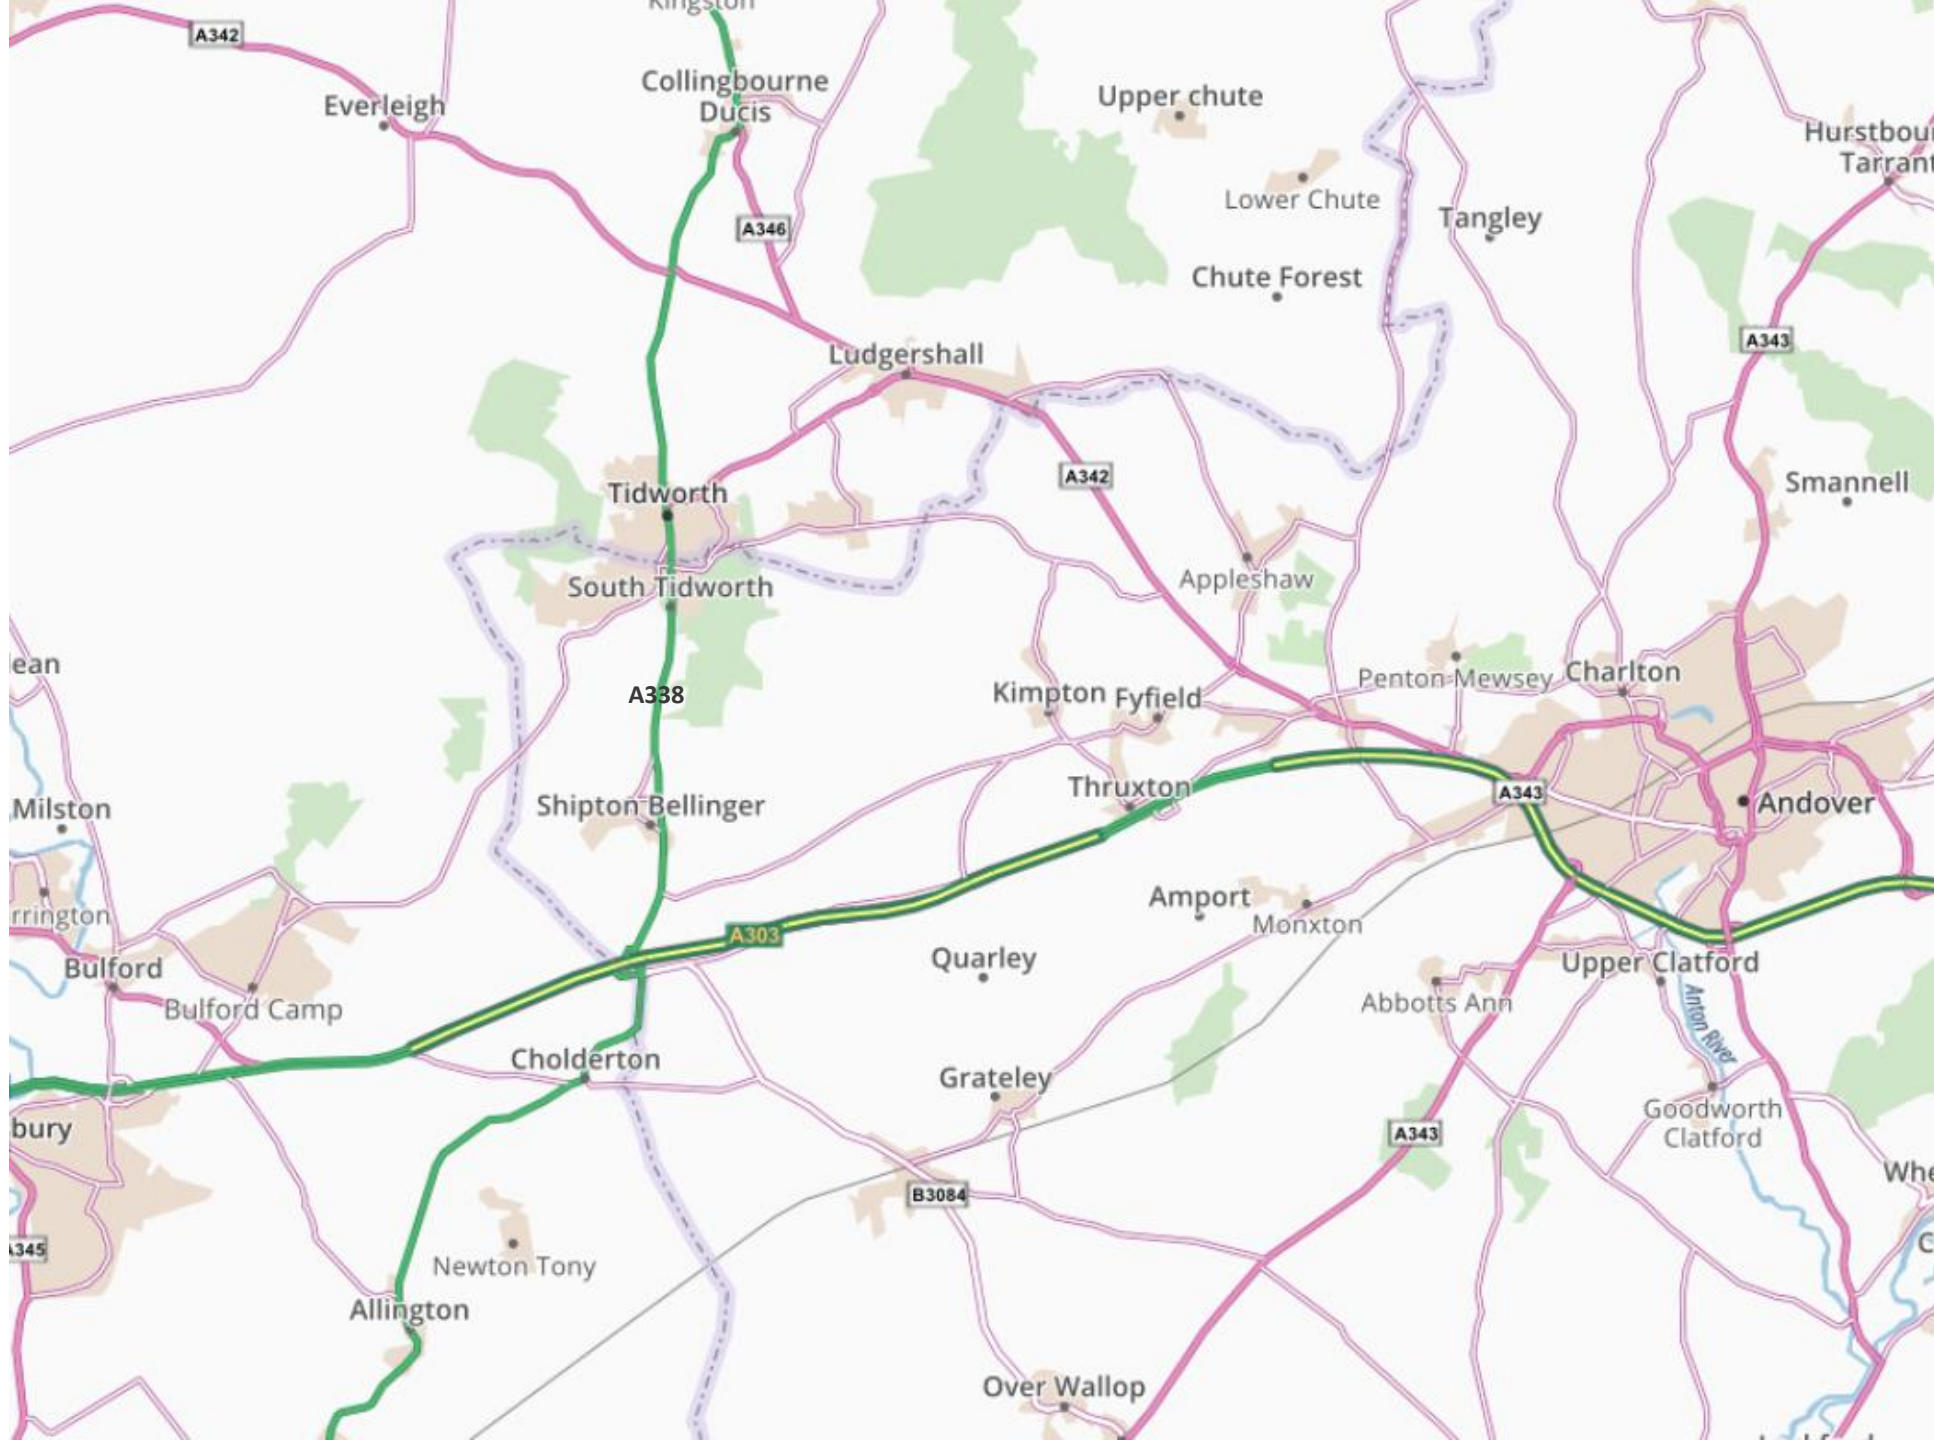 Kingston
A342
Collingbourne
Ducis
Everleigh
Upper chute
Hurstbour
Tarrant
Lower Chute
Tangley
A346
Chute Forest
A343
Ludgershall
A342
Smannell
Tidworth
Appleshaw
South Tidworth
ean
A338
Kimpton
Fyfield
Penton Mewsey
Charlton
Milston
Shipton Bellinger
Thruxton
A343
Andover
rrington
Amport
Monxton
A303
Bulford
Quarley
Upper Clatford
Bulford Camp
Abbotts Ann
Anton River
Cholderton
Grateley
bury
Goodworth
Clatford
A343
Whe
B3084
A345
C
Newton Tony
Allington
Over Wallop